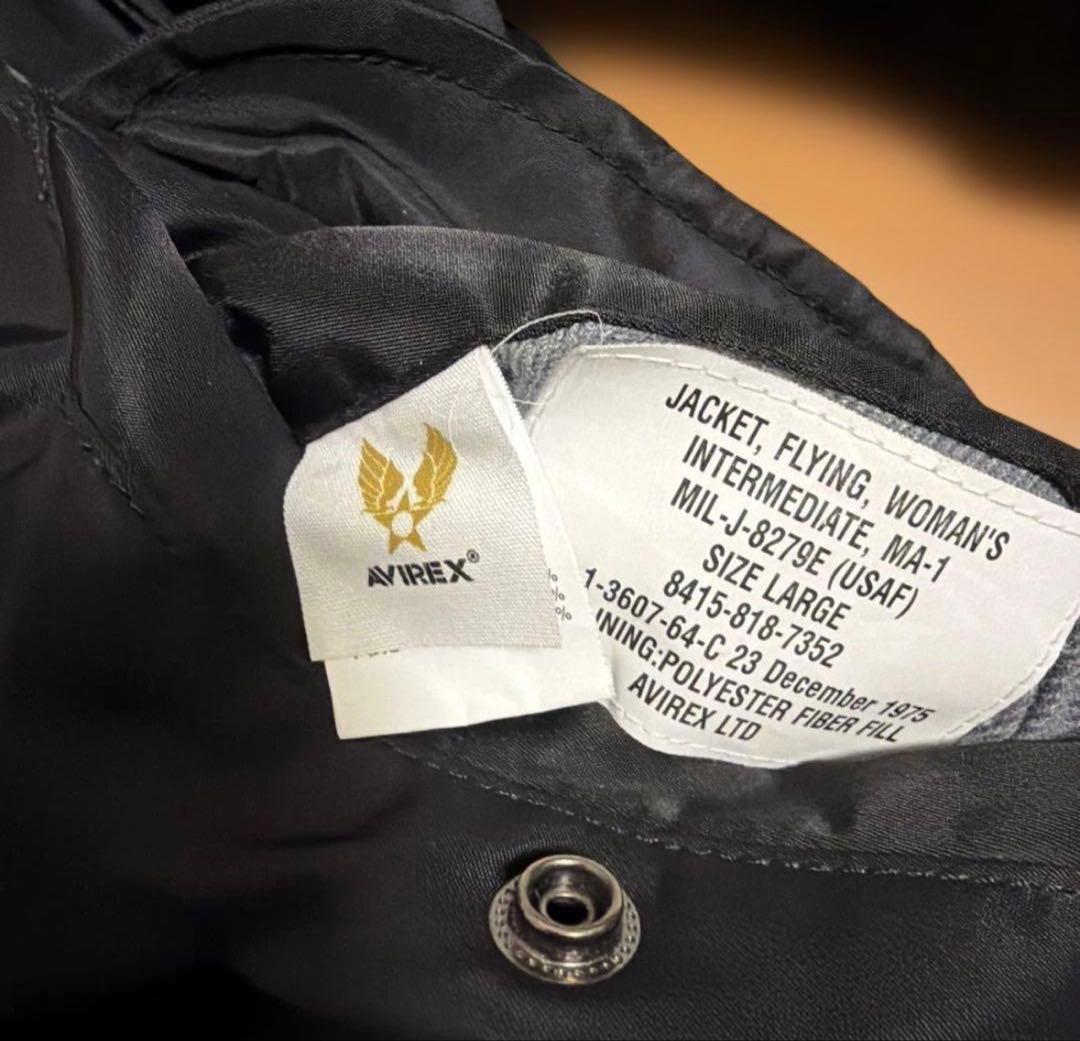 AVIREX®
%
%
%
JACKET, FLYING, WOMAN'S
INTERMEDIATE, MA-1
MIL-J-8279E (USAF)
SIZE LARGE
8415-818-7352
1-3607-64-C 23 December 1975
NING:POLYESTER FIBER FILL
AVIREX LTD